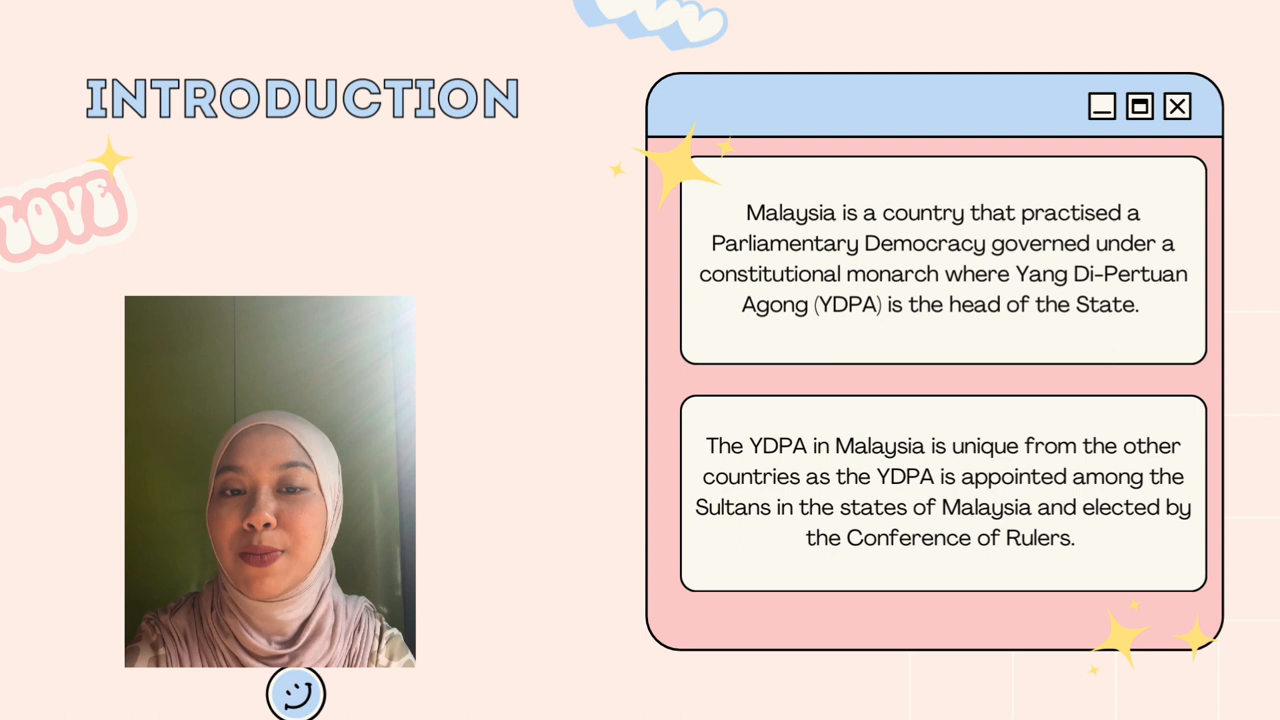 INTRODUCTION
LOVE
Malaysia is a country that practised a
Parliamentary Democracy governed under a
constitutional monarch where Yang Di-Pertuan
Agong (YDPA) is the head of the State.
The YDPA in Malaysia is unique from the other
countries as the YDPA is appointed among the
Sultans in the states of Malaysia and elected by
the Conference of Rulers.